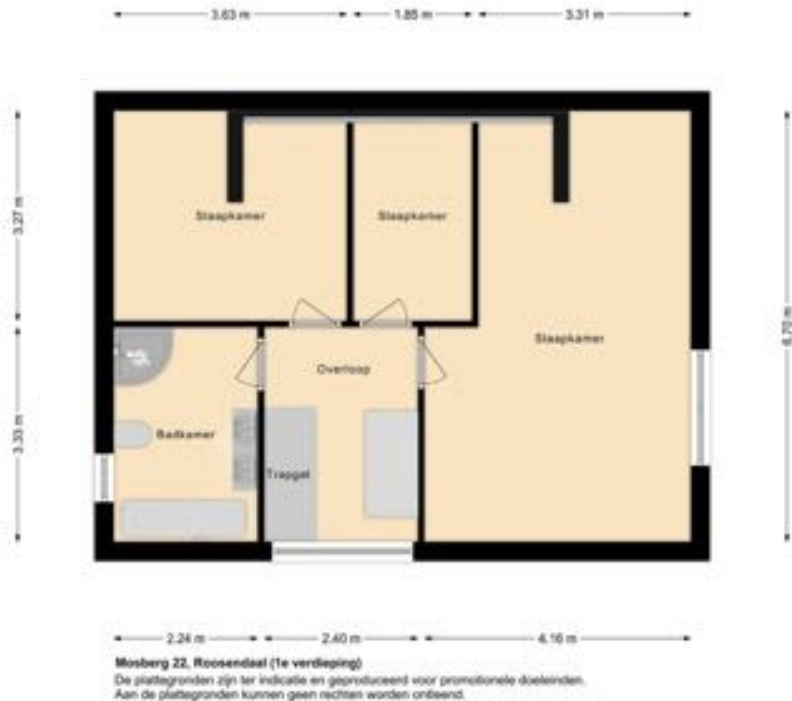 3.63 m 1.85 m 3.31 m
3.27 m
6.70 m
Slaapkamer Slaapkamer
Slaapkamer
Overloop
3.33 m
Badkamer
Trapgat
2.24 m 2.40 m 4.16 m
Mosberg 22, Roosendaal (1e verdieping)
De plattegronden zijn ter indicatie en geproduceerd voor promotionele doeleinden.
Aan de plattegronden kunnen geen rechten worden ontleend.